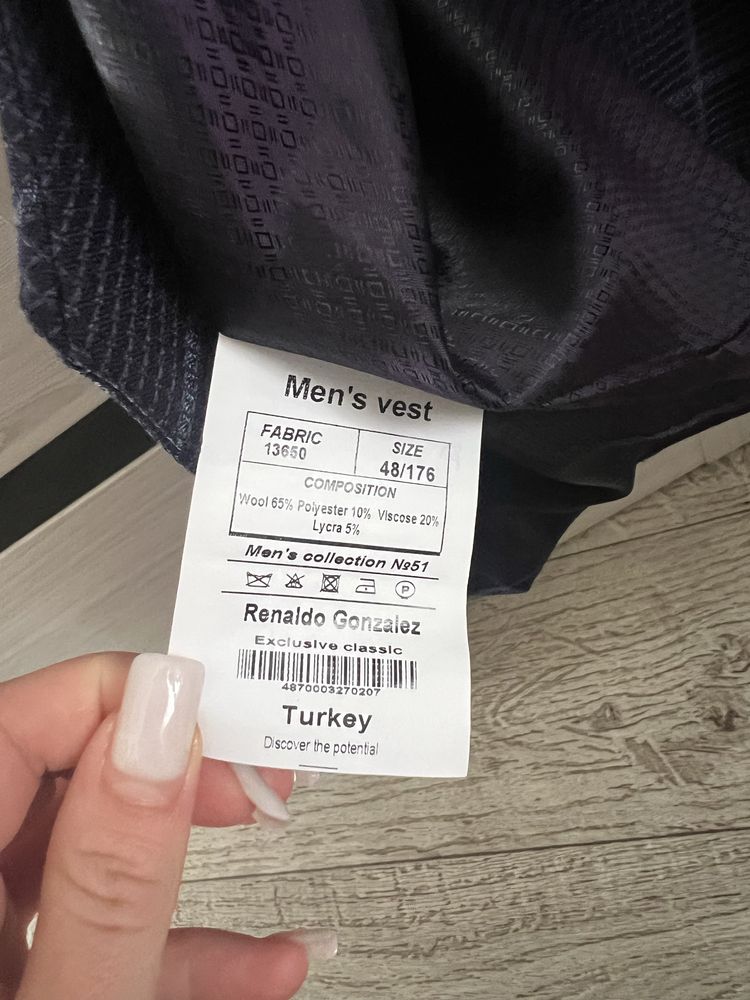 Men's vest
FABRIC
13650
SIZE
48/176
COMPOSITION
Wool 65% Polyester 10% Viscose 20%
Lycra 5%
Men's collection №51
P
Renaldo Gonzalez
Exclusive classic
4870003270207
Turkey
Discover the potential